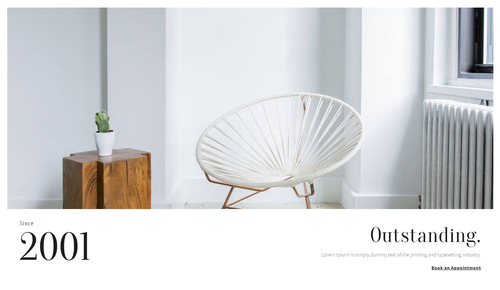 Since
2001
Outstanding.
Lorem Ipsum is simply dummy text of the printing and typesetting industry.
Book an Appointment